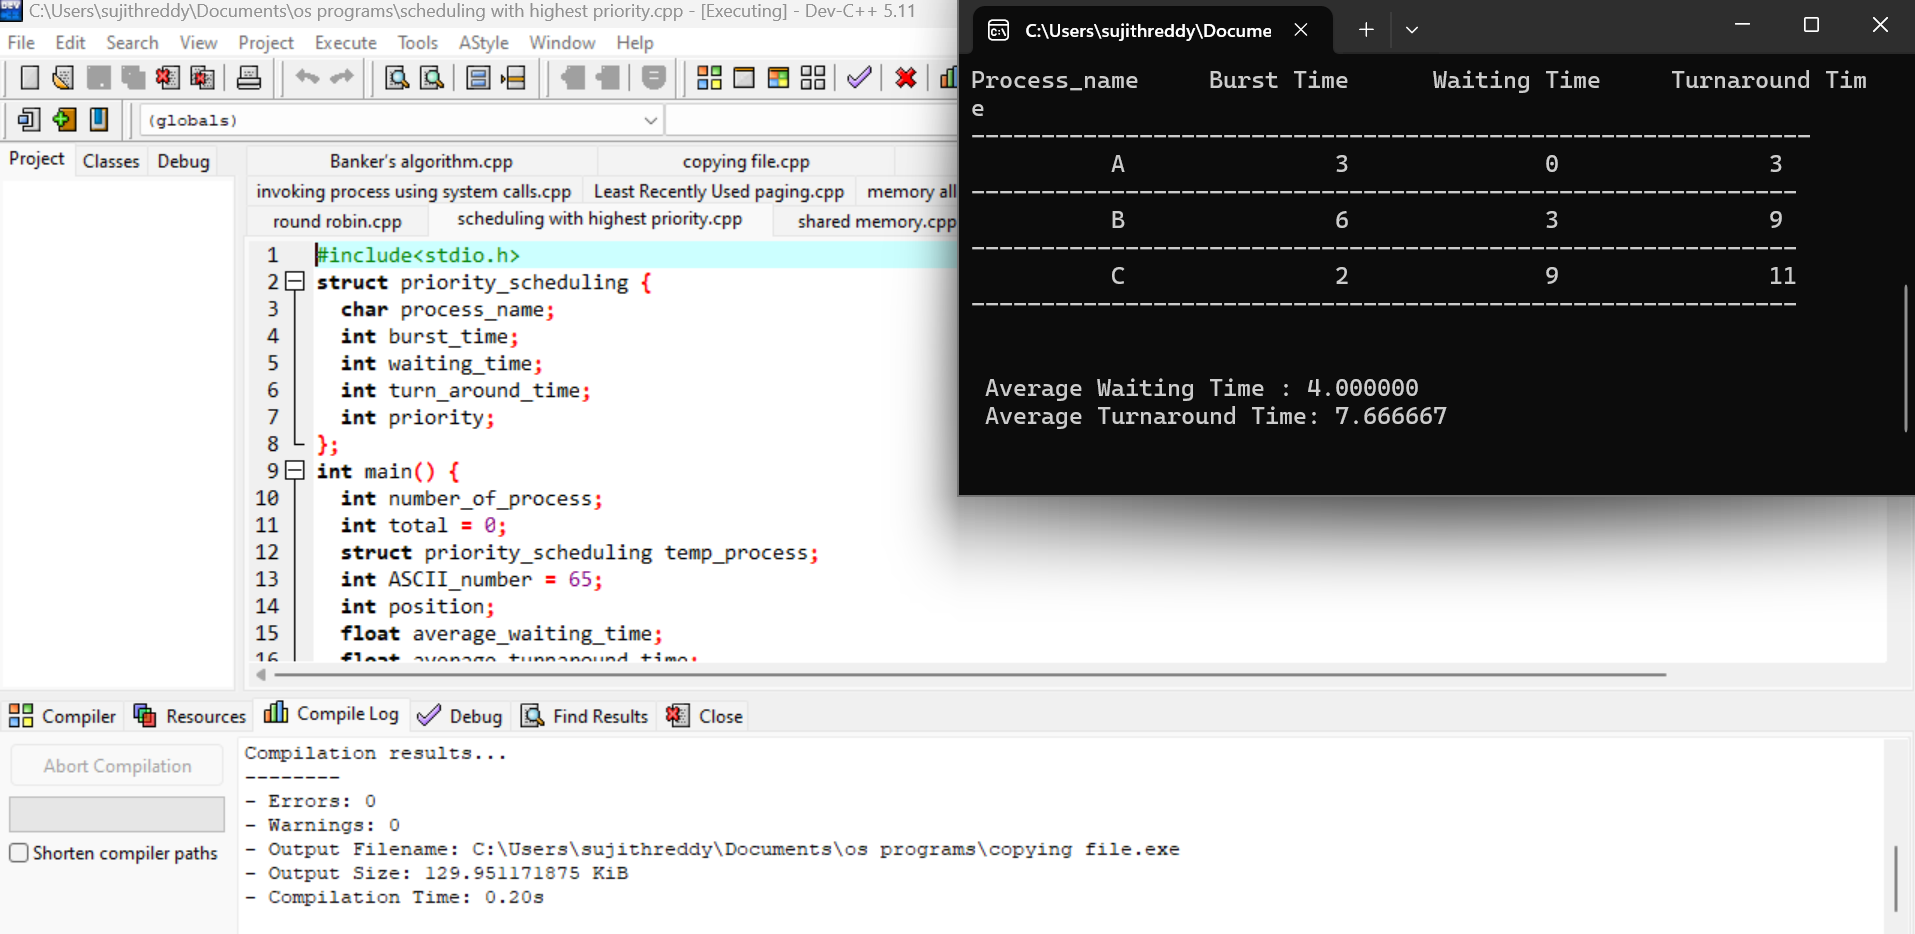 C:\Users\sujithreddy\Documents\os programs\scheduling with highest priority.cpp - [Executing] - Dev-C++ 5.11
File Edit Search View Project Execute Tools AStyle Window Help
(globals)
Project Classes Debug
Banker's algorithm.cpp copying file.cpp
invoking process using system calls.cpp Least Recently Used paging.cpp memory all
round robin.cpp scheduling with highest priority.cpp shared memory.cpp
1 #include<stdio.h>
2 struct priority_scheduling {
3 char process_name;
4 int burst_time;
5 int waiting_time;
6 int turn_around_time;
7 int priority;
8 };
9 int main() {
10 int number_of_process;
11 int total = 0;
12 struct priority_scheduling temp_process;
13 int ASCII_number = 65;
14 int position;
15 float average_waiting_time;
16 float average_turnaround_time;
C:\Users\sujithreddy\Docume
Process_name Burst Time Waiting Time Turnaround Tim
e
------------------------------------------------------------
A 3 0 3
-----------------------------------------------------------
B 6 3 9
-----------------------------------------------------------
C 2 9 11
-----------------------------------------------------------
Average Waiting Time : 4.000000
Average Turnaround Time: 7.666667
Compiler Resources Compile Log Debug Find Results Close
Abort Compilation
Shorten compiler paths
Compilation results...
--------
- Errors: 0
- Warnings: 0
- Output Filename: C:\Users\sujithreddy\Documents\os programs\copying file.exe
- Output Size: 129.951171875 KiB
- Compilation Time: 0.20s